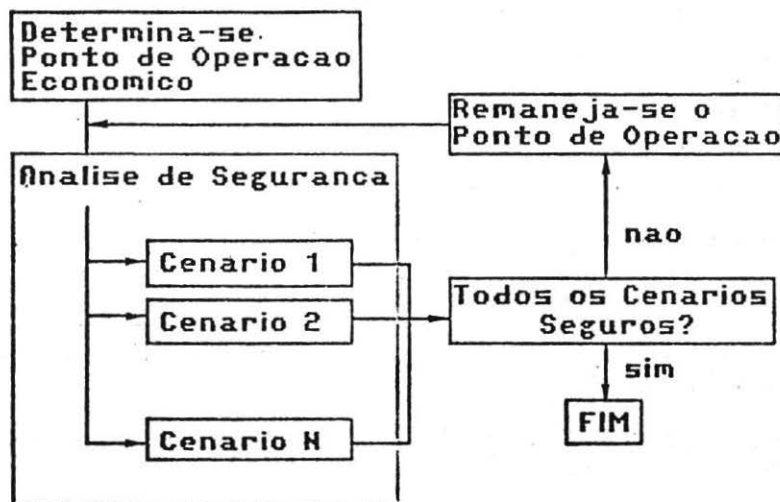 Determina-se.
Ponto de Operacao
Economico
Remaneja-se o
Ponto de Operacao
Analise de Seguranca
Cenario 1
Cenario 2
Cenario N
nao
Todos os Cenarios
Seguros?
sim
FIM